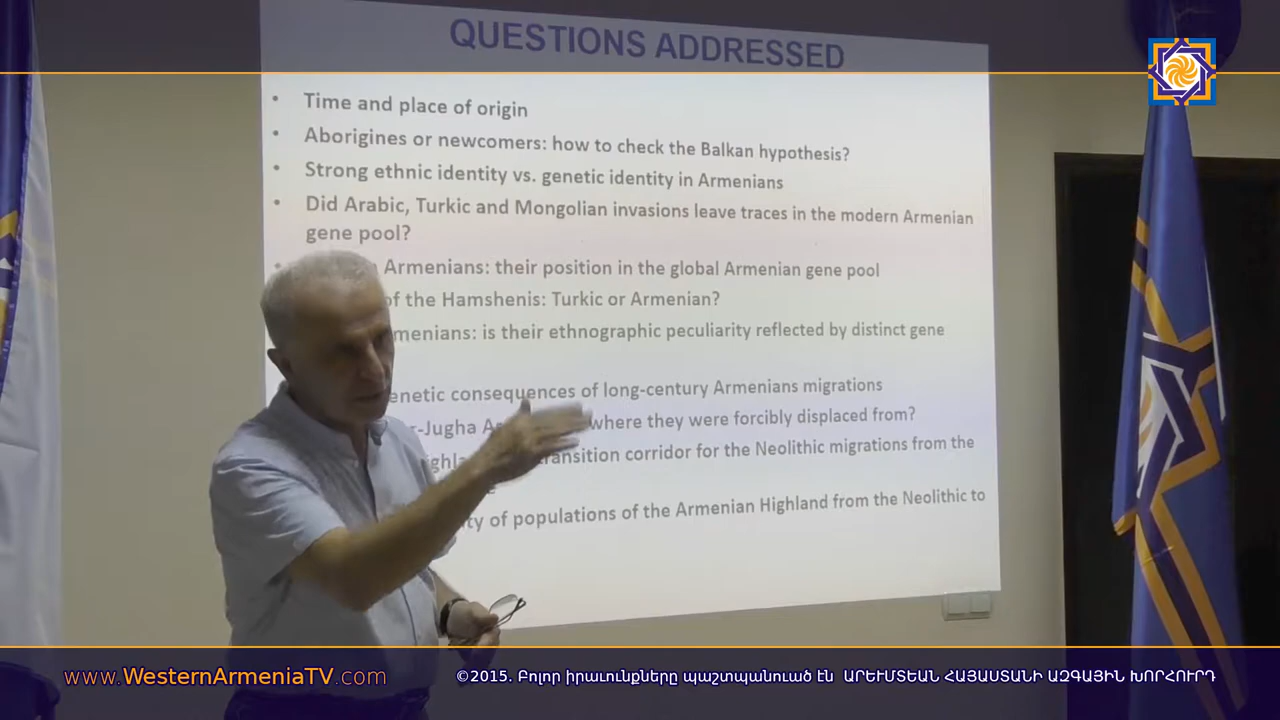 QUESTIONS ADDRESSED
• Time and place of origin
• Aborigines or newcomers: how to check the Balkan hypothesis?
• Strong ethnic identity vs. genetic identity in Armenians
• Did Arabic, Turkic and Mongolian invasions leave traces in the modern Armenian
gene pool?
Armenians: their position in the global Armenian gene pool
of the Hamshenis: Turkic or Armenian?
menians: is their ethnographic peculiarity reflected by distinct gene
enetic consequences of long-century Armenians migrations
r-Jugha where they were forcibly displaced from?
transition corridor for the Neolithic migrations from the
ty of populations of the Armenian Highland from the Neolithic to
www.WesternArmeniaTV.com
©2015. Բոլոր իրաւունքները պաշտպանուած էն ԱՐԵՒՄՏԵԱՆ ՀԱՅԱՍՏԱՆԻ ԱԶԳԱՅԻՆ ԽՈՐՀՈՒՐԴ